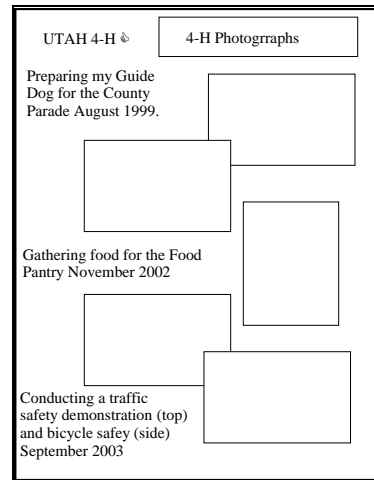 UTAH 4-H 👍
4-H Photogrraphs
Preparing my Guide
Dog for the County
Parade August 1999.
Gathering food for the Food
Pantry November 2002
Conducting a traffic
safety demonstration (top)
and bicycle safey (side)
September 2003